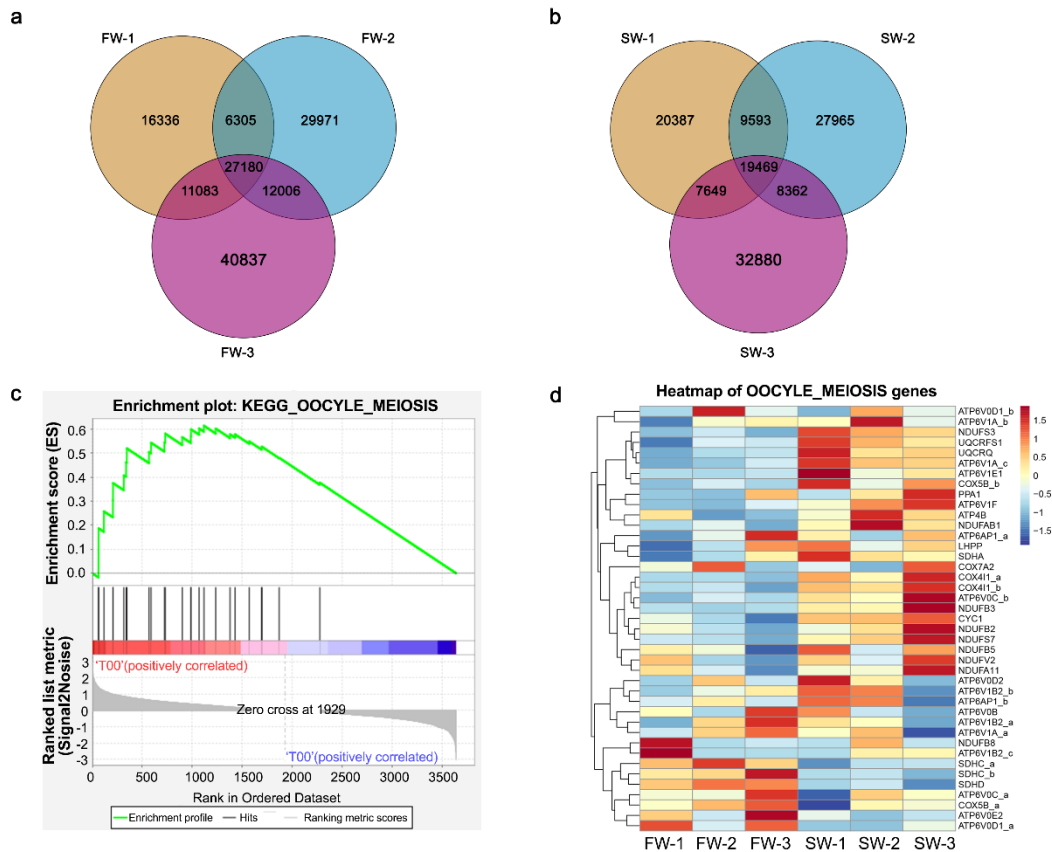 a
FW-1
FW-2
16336
6305
29971
27180
11083
12006
40837
FW-3
b
SW-1
SW-2
20387
9593
27965
19469
7649
8362
32880
SW-3
c
Enrichment plot: KEGG_OOCYLE_MEIOSIS
Enrichment score (ES)
0.6
0.5
0.4
0.3
0.2
0.1
0.0
Ranked list metric
(Signal2Nosise)
3
2
1
0
-1
-2
-3
'T00'(positively correlated)
Zero cross at 1929
'T00'(positively correlated)
0
500
1000
1500
2000
2500
3000
3500
Rank in Ordered Dataset
Enrichment profile
Hits
Ranking metric scores
d
Heatmap of OOCYLE_MEIOSIS genes
ATP6V0D1_b
ATP6V1A_b
NDUFS3
UQCRFS1
UQCRQ
ATP6V1A_c
ATP6V1E1
COX5B_b
PPA1
ATP6V1F
ATP4B
NDUFAB1
ATP6AP1_a
LHPP
SDHA
COX7A2
COX4I1_a
COX4I1_b
ATP6V0C_b
NDUFB3
CYC1
NDUFB2
NDUFS7
NDUFB5
NDUFV2
NDUFA11
ATP6V0D2
ATP6V1B2_b
ATP6AP1_b
ATP6V0B
ATP6V1B2_a
ATP6V1A_a
NDUFB8
ATP6V1B2_c
SDHC_a
SDHC_b
SDHD
ATP6V0C_a
COX5B_a
ATP6V0E2
ATP6V0D1_a
1.5
1
0.5
0
−0.5
−1
−1.5
FW-1
FW-2
FW-3
SW-1
SW-2
SW-3